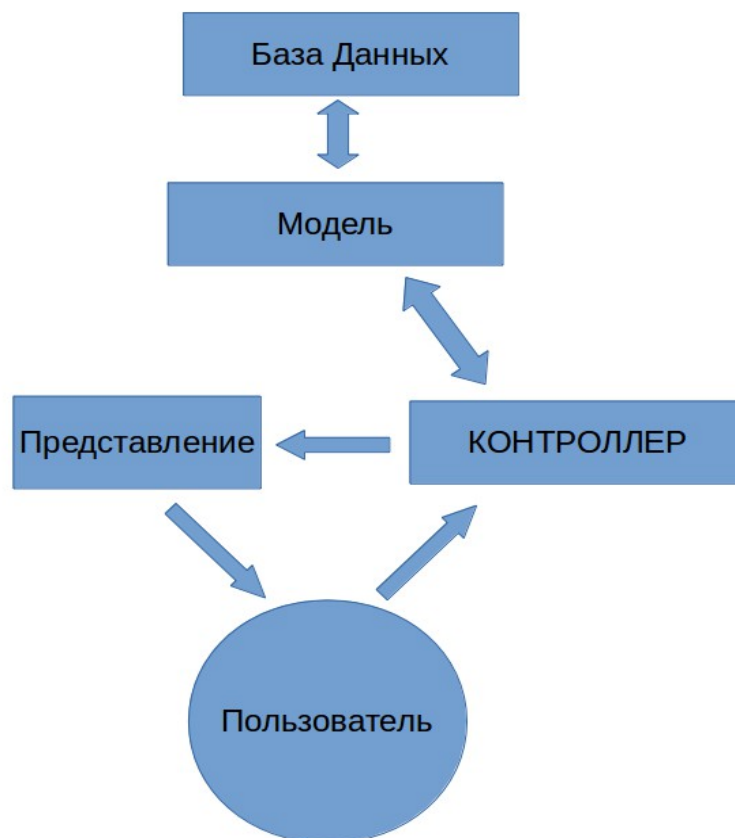 База Данных
Модель
Представление
КОНТРОЛЛЕР
Пользователь